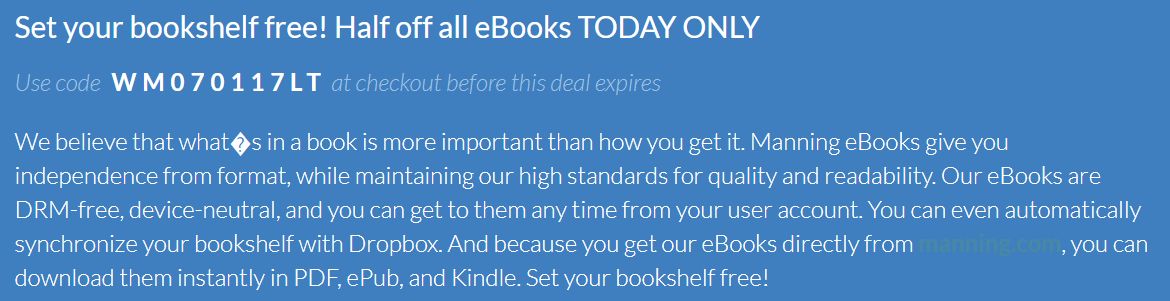 Set your bookshelf free! Half off all eBooks TODAY ONLY
Use code WM070117LT at checkout before this deal expires
We believe that what�s in a book is more important than how you get it. Manning eBooks give you
independence from format, while maintaining our high standards for quality and readability. Our eBooks are
DRM-free, device-neutral, and you can get to them any time from your user account. You can even automatically
synchronize your bookshelf with Dropbox. And because you get our eBooks directly from manning.com, you can
download them instantly in PDF, ePub, and Kindle. Set your bookshelf free!